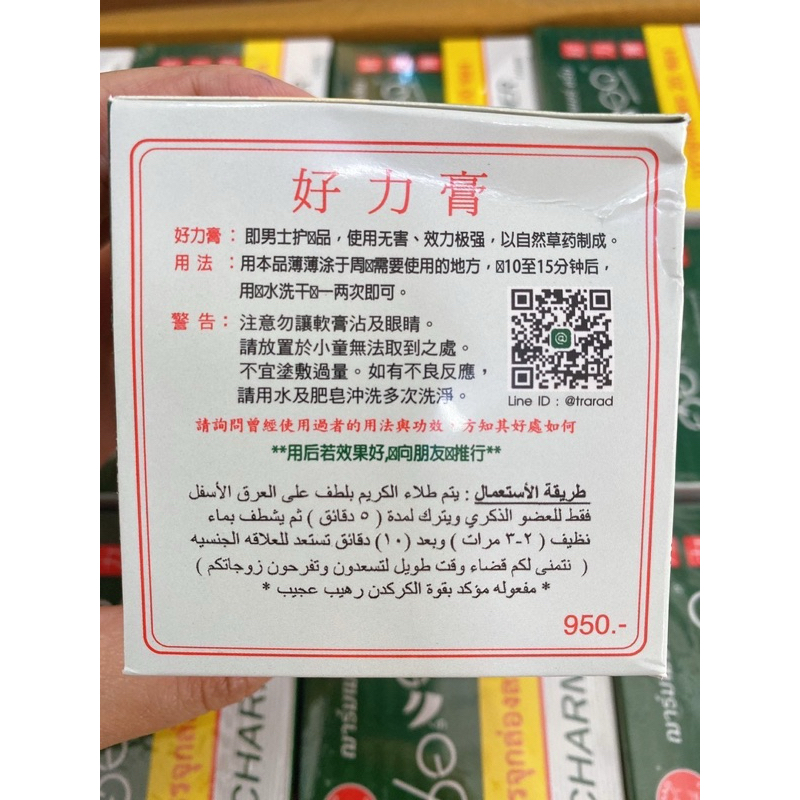 好力膏
好力膏：即男士护☒品，使用无害、效力极强，以自然草药制成。
用法：用本品薄薄涂于周☒需要使用的地方，☒10至15分钟后，
用☒水洗干☒一两次即可。
警告：注意勿讓軟膏沾及眼睛。
請放置於小童無法取到之處。
不宜塗敷過量。如有不良反應，
請用水及肥皂沖洗多次洗淨。
Line ID : @trarad
請詢問曾經使用過者的用法與功效，方知其好處如何
**用后若效果好,☒向朋友☒推行**
طريقة الأستعمال : يتم طلاء الكريم بلطف على العرق الأسفل
فقط للعضو الذكري ويترك لمدة ( ٥ دقائق ) ثم يشطف بماء
نظيف ( ٢-٣ مرات ) وبعد (١٠) دقائق تستعد للعلاقه الجنسيه
( نتمنى لكم قضاء وقت طويل لتسعدون وتفرحون زوجاتكم )
* مفعوله مؤكد بقوة الكركدن رهيب عجيب *
950.-
CHARM
CHARMER